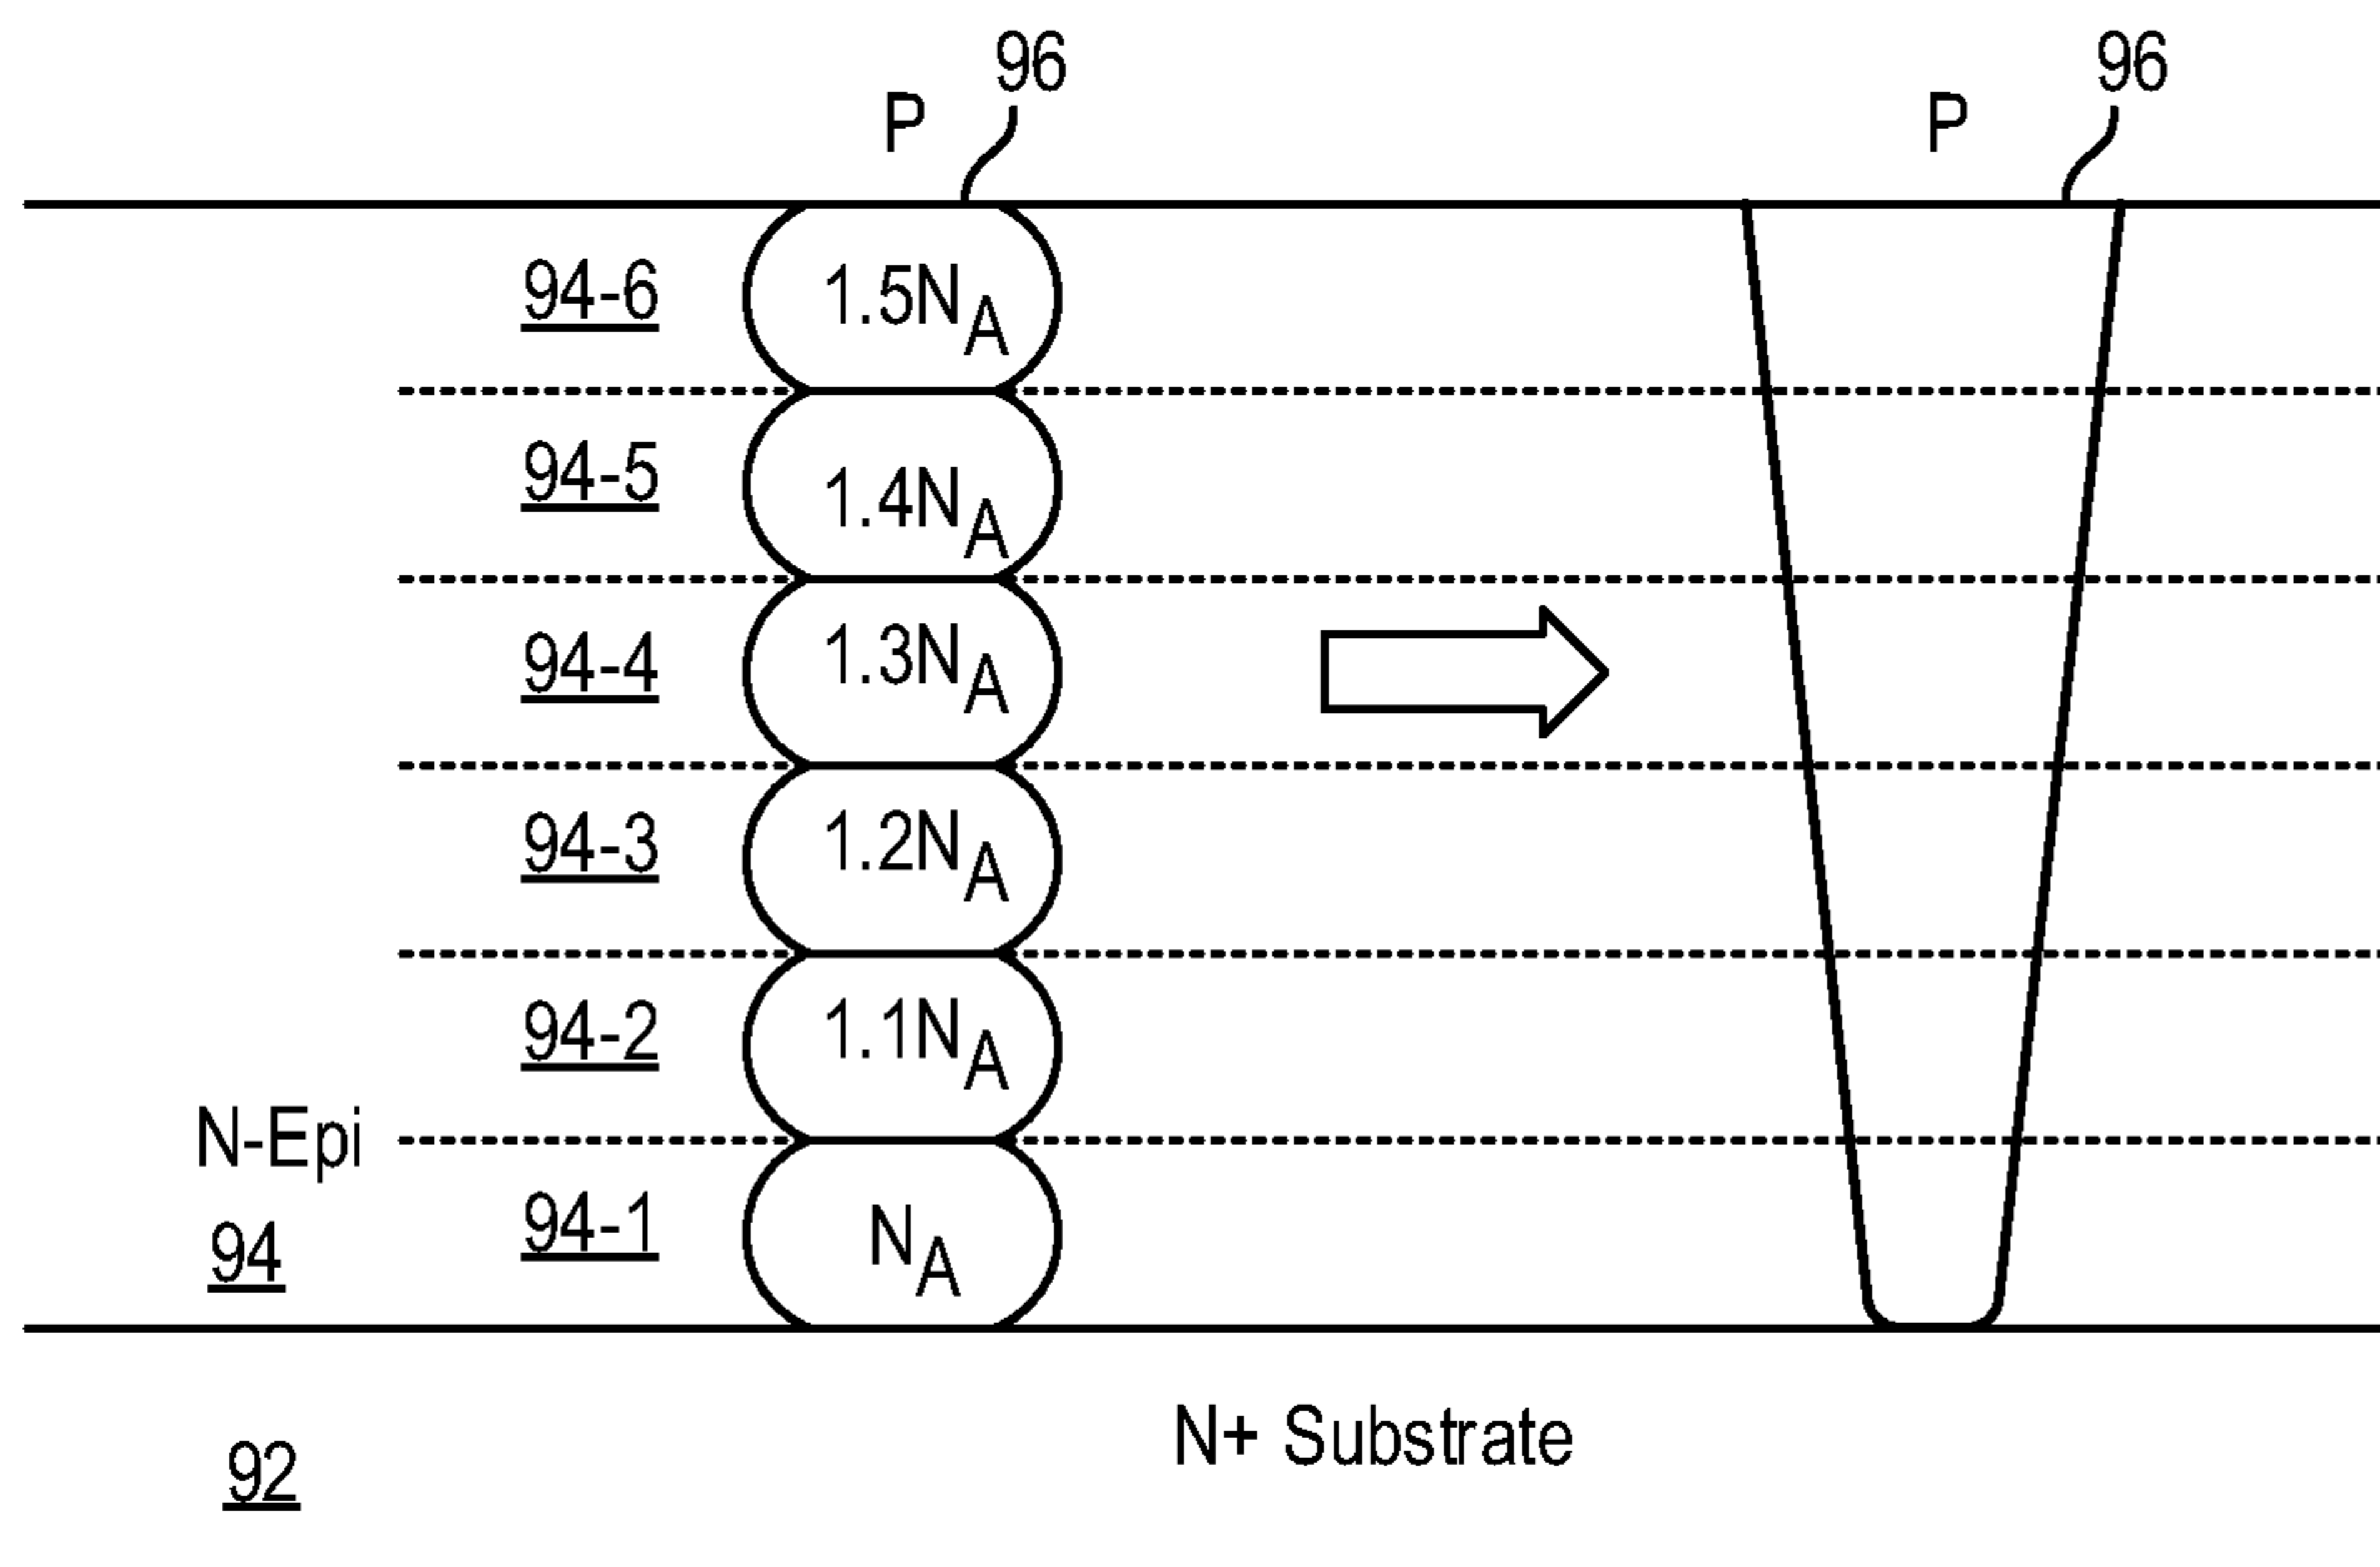 96
96
P
P
94-6
1.5NA
94-5
1.4NA
94-4
1.3NA
94-3
1.2NA
94-2
1.1NA
N-Epi
94-1
NA
94
N+ Substrate
92